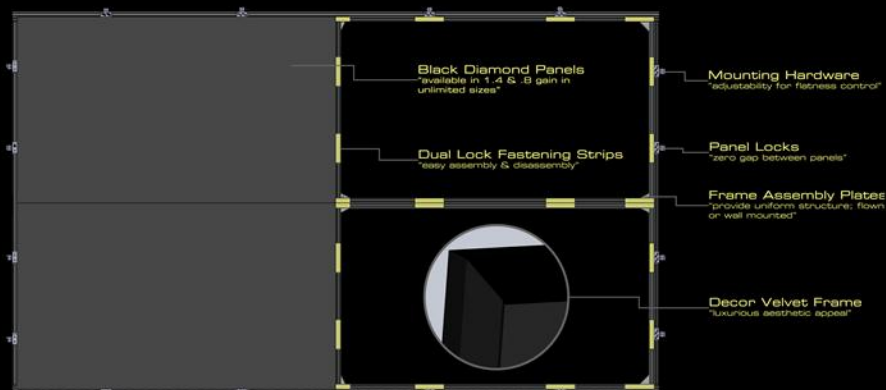 Black Diamond Panels
"available in 1.4 & .8 gain in
unlimited sizes"
Dual Lock Fastening Strips
"easy assembly & disassembly"
Mounting Hardware
"adjustability for flatness control"
Panel Locks
"zero gap between panels"
Frame Assembly Plates
"provide uniform structure; flown
or wall mounted"
Decor Velvet Frame
"luxurious aesthetic appeal"